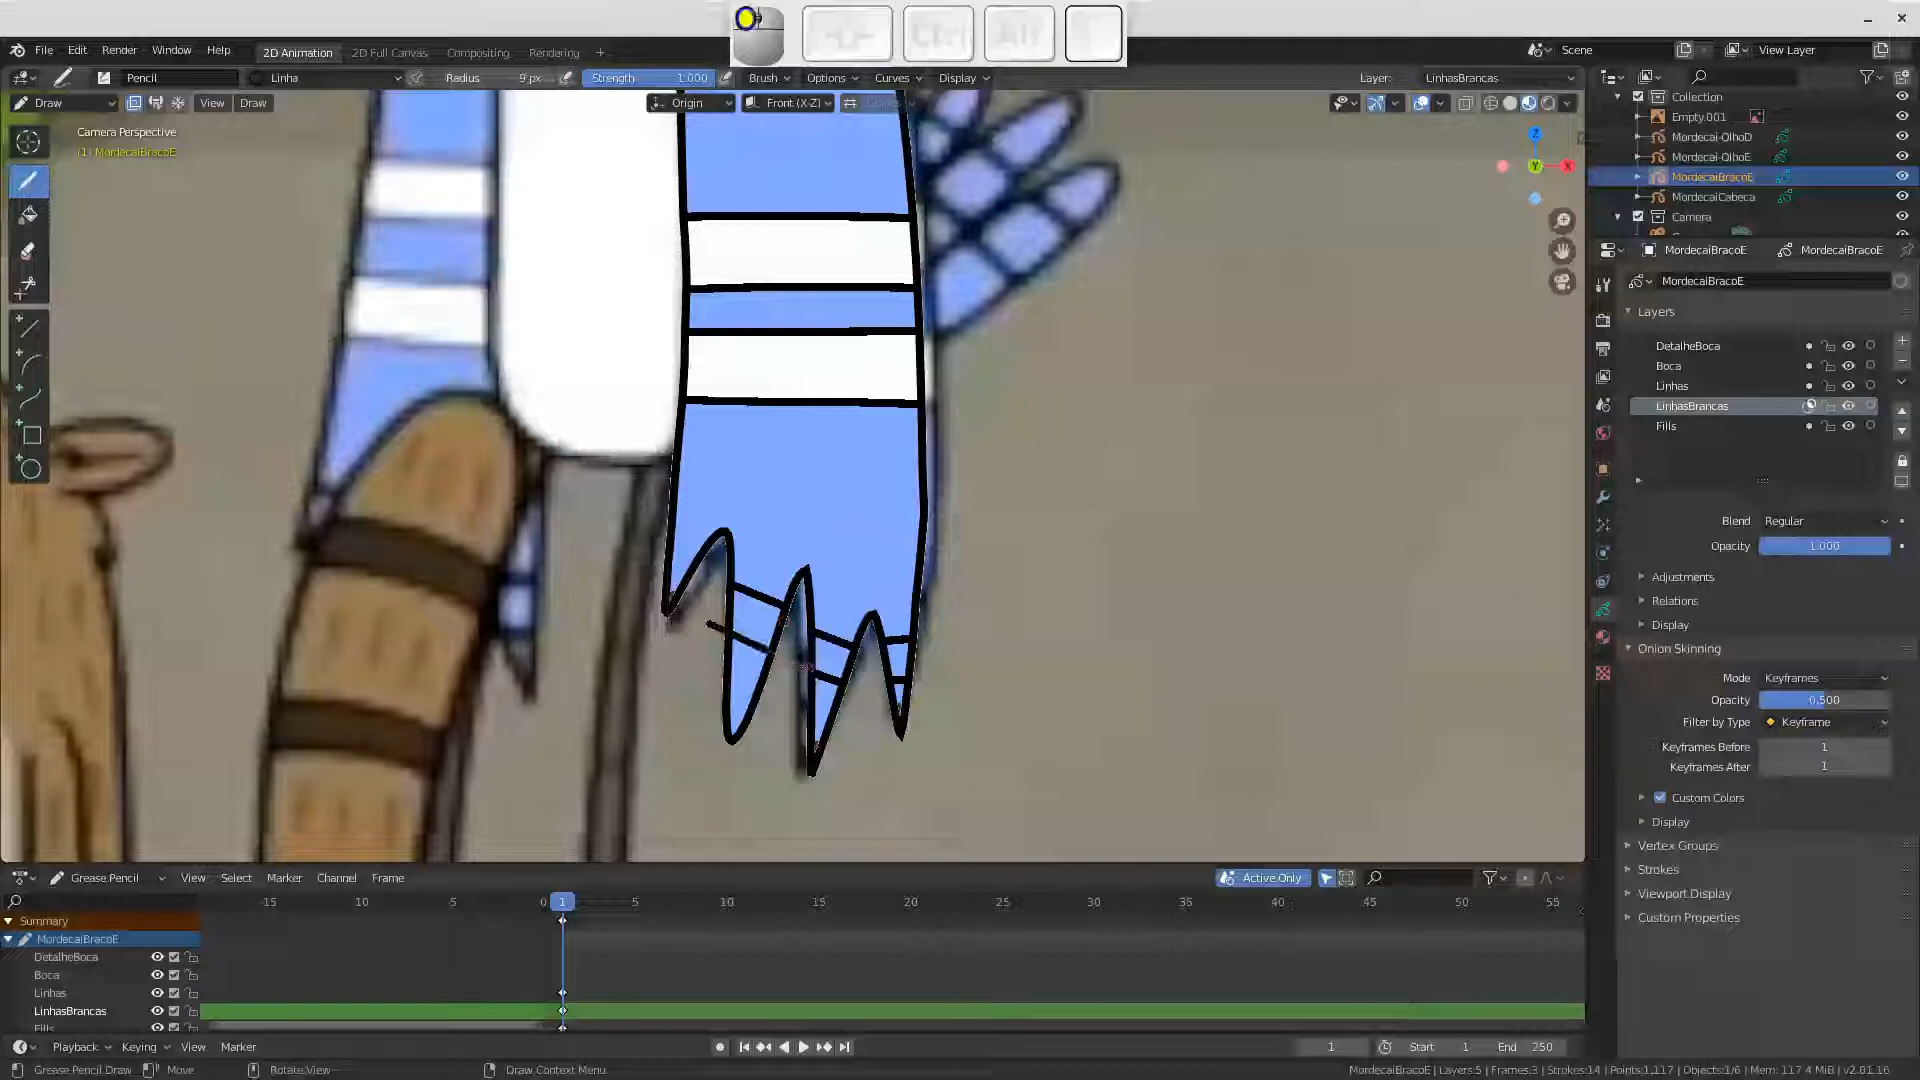 Ctrl Alt
File Edit Render Window Help 2D Animation 2D Full Canvas Compositing Rendering + Scene View Layer
Pencil Linha Radius 9 px Strength 1.000 Brush Options Curves Display Layer: LinhasBrancas
Draw View Draw Origin Front (X-Z) Guides
Camera Perspective
(1) MordecaiBracoE
Z
Y
X
Collection
Empty.001
Mordecai-OlhoD
Mordecai-OlhoE
MordecaiBracoE
MordecaiCabeca
Camera
MordecaiBracoE MordecaiBracoE
MordecaiBracoE
Layers
DetalheBoca
Boca
Linhas
LinhasBrancas
Fills
Blend Regular
Opacity 1.000
Adjustments
Relations
Display
Onion Skinning
Mode Keyframes
Opacity 0.500
Filter by Type Keyframe
Keyframes Before 1
Keyframes After 1
Custom Colors
Display
Vertex Groups
Strokes
Viewport Display
Custom Properties
Grease Pencil View Select Marker Channel Frame Active Only
-15 -10 -5 0 1 5 10 15 20 25 30 35 40 45 50 55
Summary
MordecaiBracoE
DetalheBoca
Boca
Linhas
LinhasBrancas
Fills
Playback Keying View Marker 1 Start 1 End 250
Grease Pencil Draw Move Rotate View Draw Context Menu MordecaiBracoE | Layers:5 | Frames:3 | Strokes:14 | Points:1,117 | Objects:1/6 | Mem: 117.4 MiB | v2.81.16